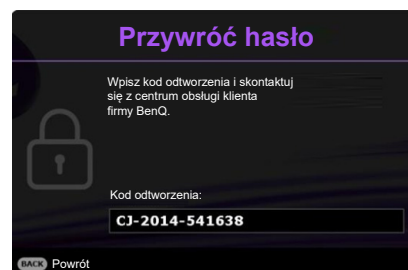 Przywróć hasło
Wpisz kod odtworzenia i skontaktuj
się z centrum obsługi klienta
firmy BenQ.
Kod odtworzenia:
CJ-2014-541638
BACK Powrót